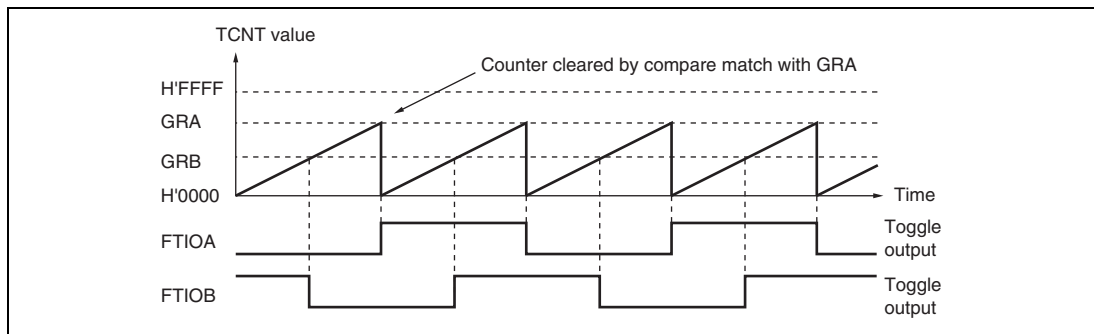 TCNT value
Counter cleared by compare match with GRA
H'FFFF
GRA
GRB
H'0000
Time
FTIOA
Toggle
output
FTIOB
Toggle
output